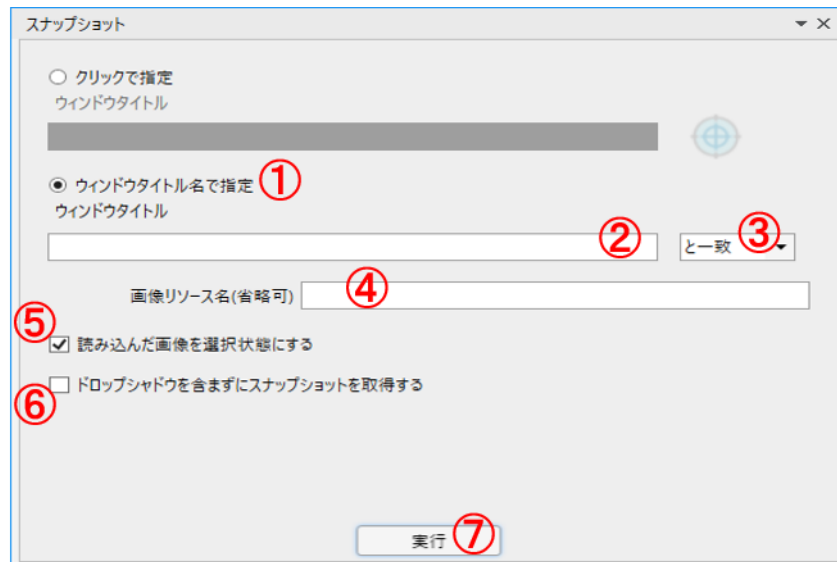 スナップショット
クリックで指定
ウィンドウタイトル
ウィンドウタイトル名で指定 ①
ウィンドウタイトル
② と一致 ③
画像リソース名(省略可) ④
⑤
読み込んだ画像を選択状態にする
ドロップシャドウを含まずにスナップショットを取得する
⑥
実行 ⑦